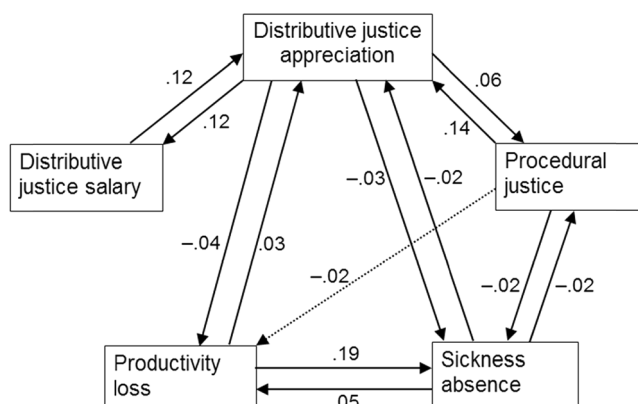 Distributive justice
appreciation
.12
.06
.12
.14
Distributive
justice salary
Procedural
justice
–.03
–.02
–.04
.03
–.02
–.02
–.02
Productivity
loss
.19
Sickness
absence
.05